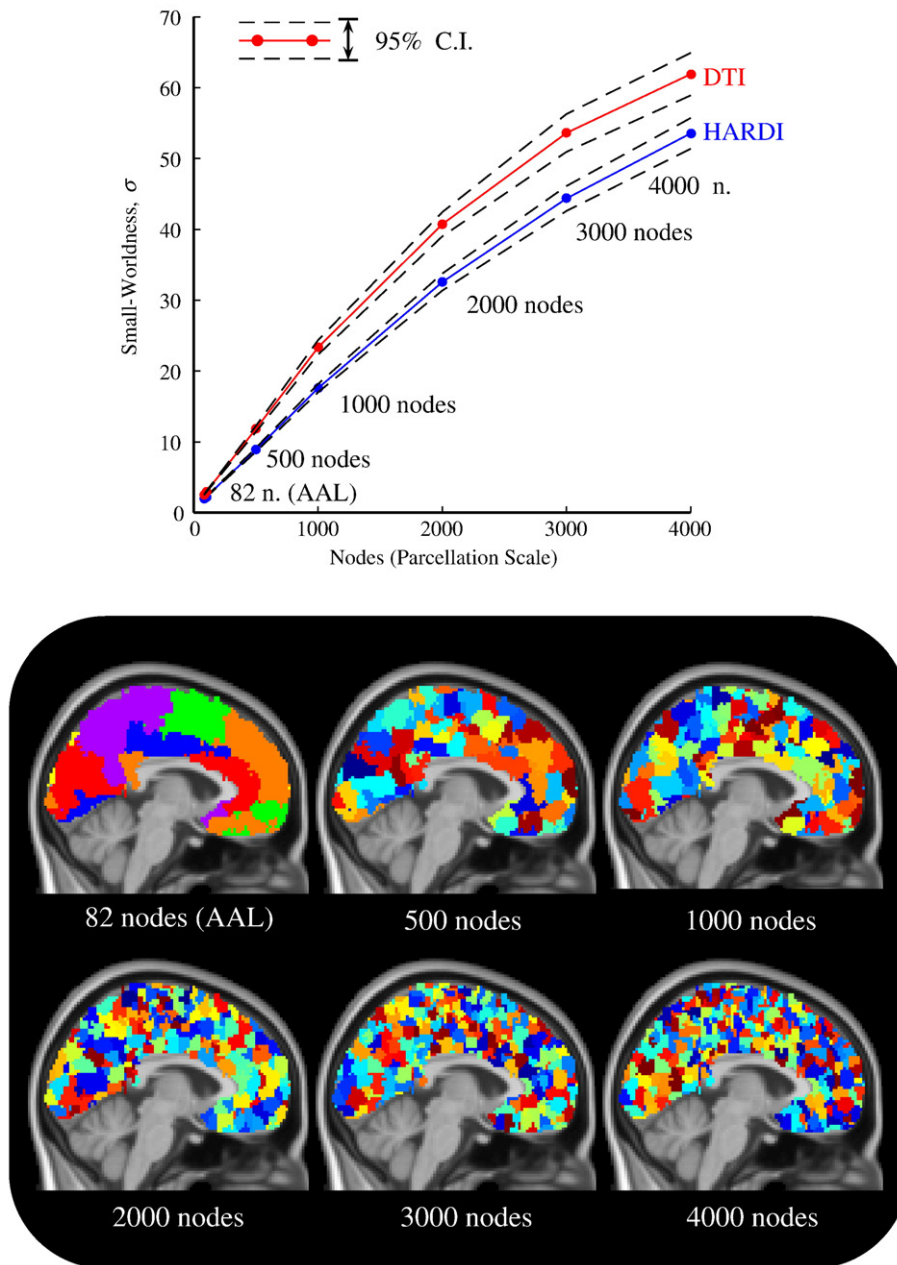 70
95% C.I.
60
DTI
HARDI
50
4000 n.
40
3000 nodes
Small-Worldness, σ
30
2000 nodes
20
1000 nodes
10
500 nodes
82 n. (AAL)
0
0 1000 2000 3000 4000
Nodes (Parcellation Scale)
82 nodes (AAL) 500 nodes 1000 nodes
2000 nodes 3000 nodes 4000 nodes